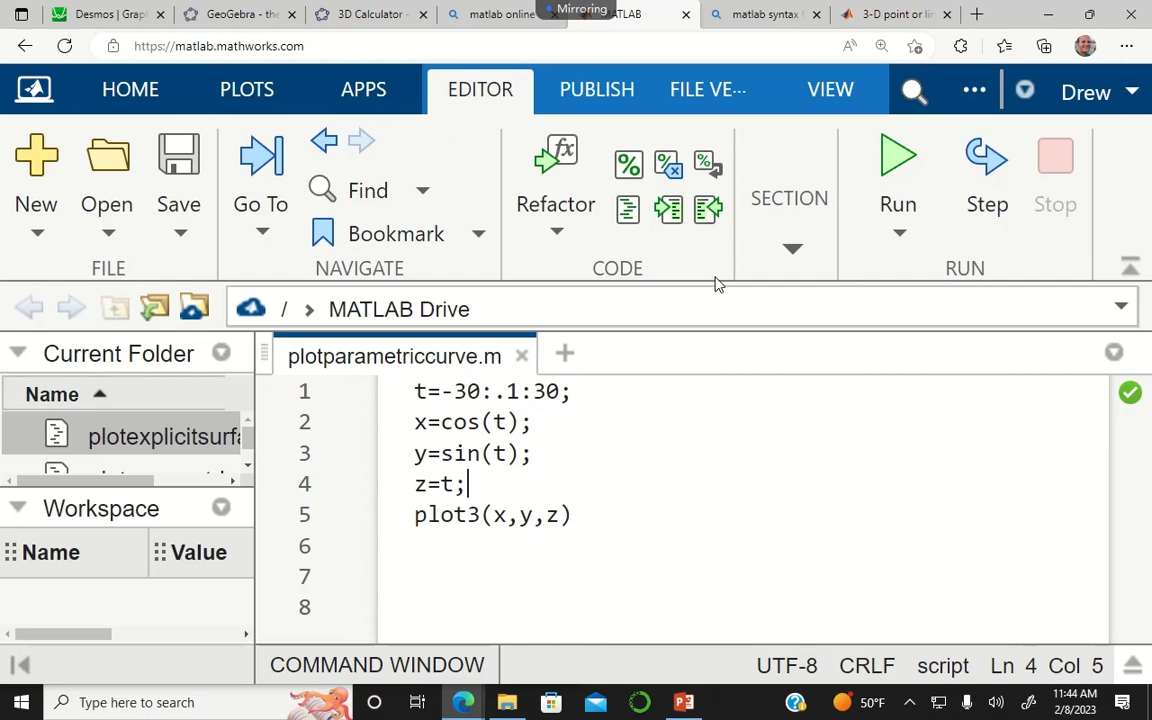 Desmos | Grap
GeoGebra - the
3D Calculator -
matlab online
Mirroring
MATLAB
matlab syntax
3-D point or lin
https://matlab.mathworks.com
HOME
PLOTS
APPS
EDITOR
PUBLISH
FILE VE...
VIEW
Drew
New
Open
Save
Go To
Find
Bookmark
Refactor
SECTION
Run
Step
Stop
FILE
NAVIGATE
CODE
RUN
/ > MATLAB Drive
Current Folder
plotparametriccurve.m
Name
plotexplicitsurfa
Workspace
Name
Value
1 t=-30:.1:30;
2 x=cos(t);
3 y=sin(t);
4 z=t;
5 plot3(x,y,z)
6
7
8
COMMAND WINDOW
UTF-8 CRLF script Ln 4 Col 5
Type here to search
50°F
11:44 AM
2/8/2023